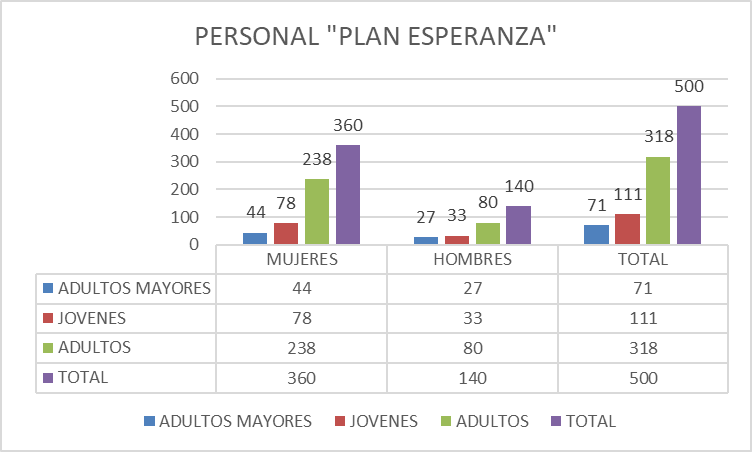 PERSONAL "PLAN ESPERANZA"
600
500
400
300
200
100
0
44 78 238 360
27 33 80 140
71 111 318 500
MUJERES HOMBRES TOTAL
ADULTOS MAYORES 44 27 71
JOVENES 78 33 111
ADULTOS 238 80 318
TOTAL 360 140 500
ADULTOS MAYORES JOVENES ADULTOS TOTAL